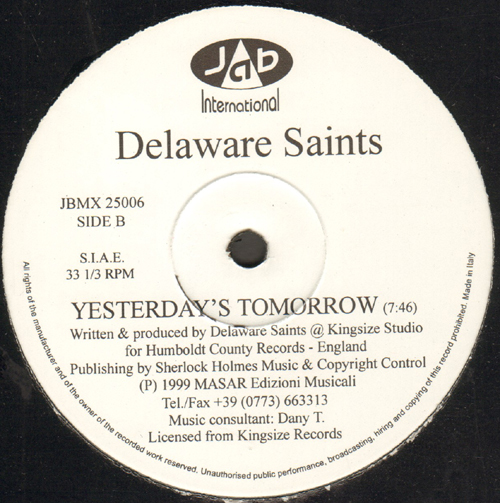 Jab
International
Delaware Saints
JBMX 25006
SIDE B
S.I.A.E.
33 1/3 RPM
YESTERDAY'S TOMORROW (7:46)
Written & produced by Delaware Saints @ Kingsize Studio
for Humboldt County Records - England
Publishing by Sherlock Holmes Music & Copyright Control
(P) 1999 MASAR Edizioni Musicali
Tel./Fax +39 (0773) 663313
Music consultant: Dany T.
Licensed from Kingsize Records
All rights of the manufacturer and of the owner of the recorded work reserved. Unauthorised public performance, broadcasting, hiring and copying of this record prohibited. Made in Italy